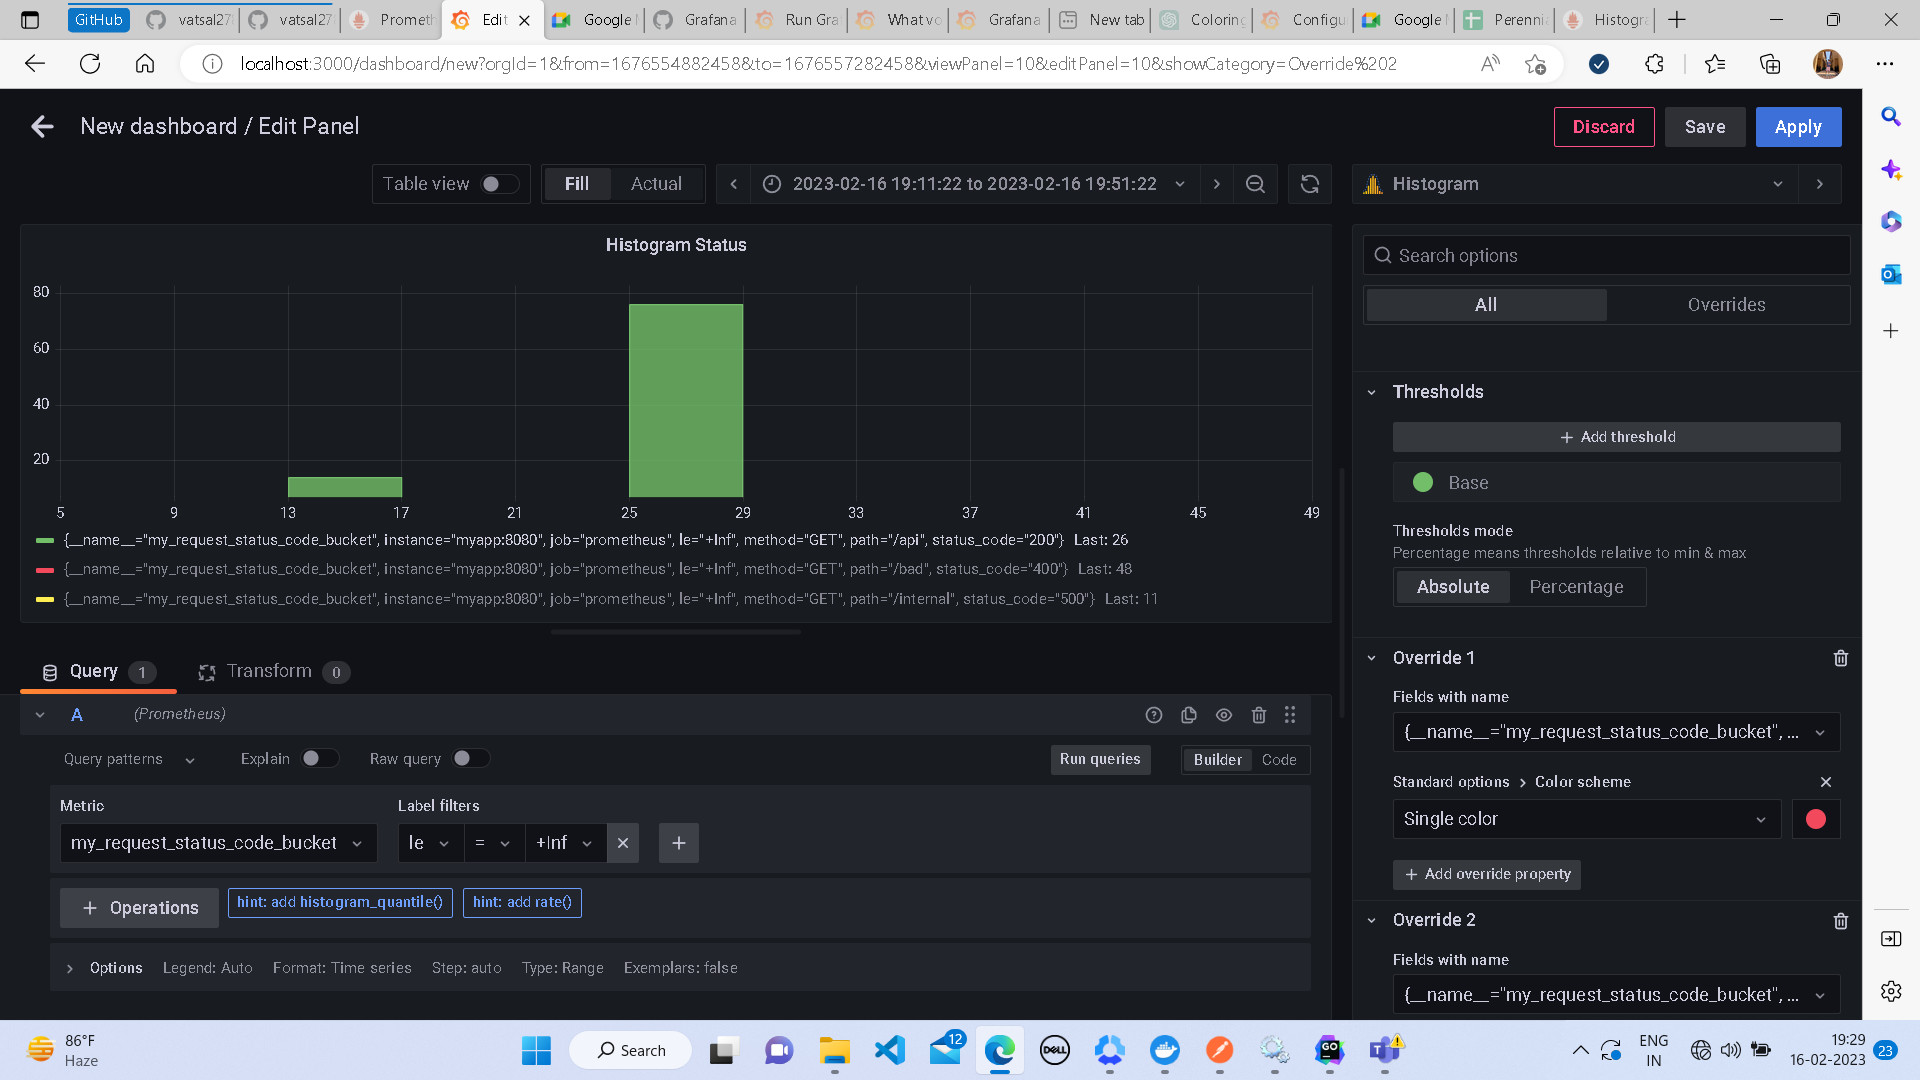 GitHub vatsal27 vatsal27 Prometh Edit Google M Grafana Run Gra What vo Grafana New tab Coloring Configu Google M Perennia Histogra
localhost:3000/dashboard/new?orgId=1&from=1676554882458&to=1676557282458&viewPanel=10&editPanel=10&showCategory=Override%202
New dashboard / Edit Panel Discard Save Apply
Table view Fill Actual 2023-02-16 19:11:22 to 2023-02-16 19:51:22 Histogram
Histogram Status
80
60
40
20
5 9 13 17 21 25 29 33 37 41 45 49
{__name__="my_request_status_code_bucket", instance="myapp:8080", job="prometheus", le="+Inf", method="GET", path="/api", status_code="200"} Last: 26
{__name__="my_request_status_code_bucket", instance="myapp:8080", job="prometheus", le="+Inf", method="GET", path="/bad", status_code="400"} Last: 48
{__name__="my_request_status_code_bucket", instance="myapp:8080", job="prometheus", le="+Inf", method="GET", path="/internal", status_code="500"} Last: 11
Query 1 Transform 0
A (Prometheus)
Query patterns Explain Raw query Run queries Builder Code
Metric Label filters
my_request_status_code_bucket le = +Inf
+ Operations hint: add histogram_quantile() hint: add rate()
Options Legend: Auto Format: Time series Step: auto Type: Range Exemplars: false
Search options
All Overrides
Thresholds
+ Add threshold
Base
Thresholds mode
Percentage means thresholds relative to min & max
Absolute Percentage
Override 1
Fields with name
{__name__="my_request_status_code_bucket", ...
Standard options > Color scheme
Single color
+ Add override property
Override 2
Fields with name
{__name__="my_request_status_code_bucket", ...
86°F
Haze
Search
12
DELL
GO
ENG
IN
19:29
16-02-2023
23